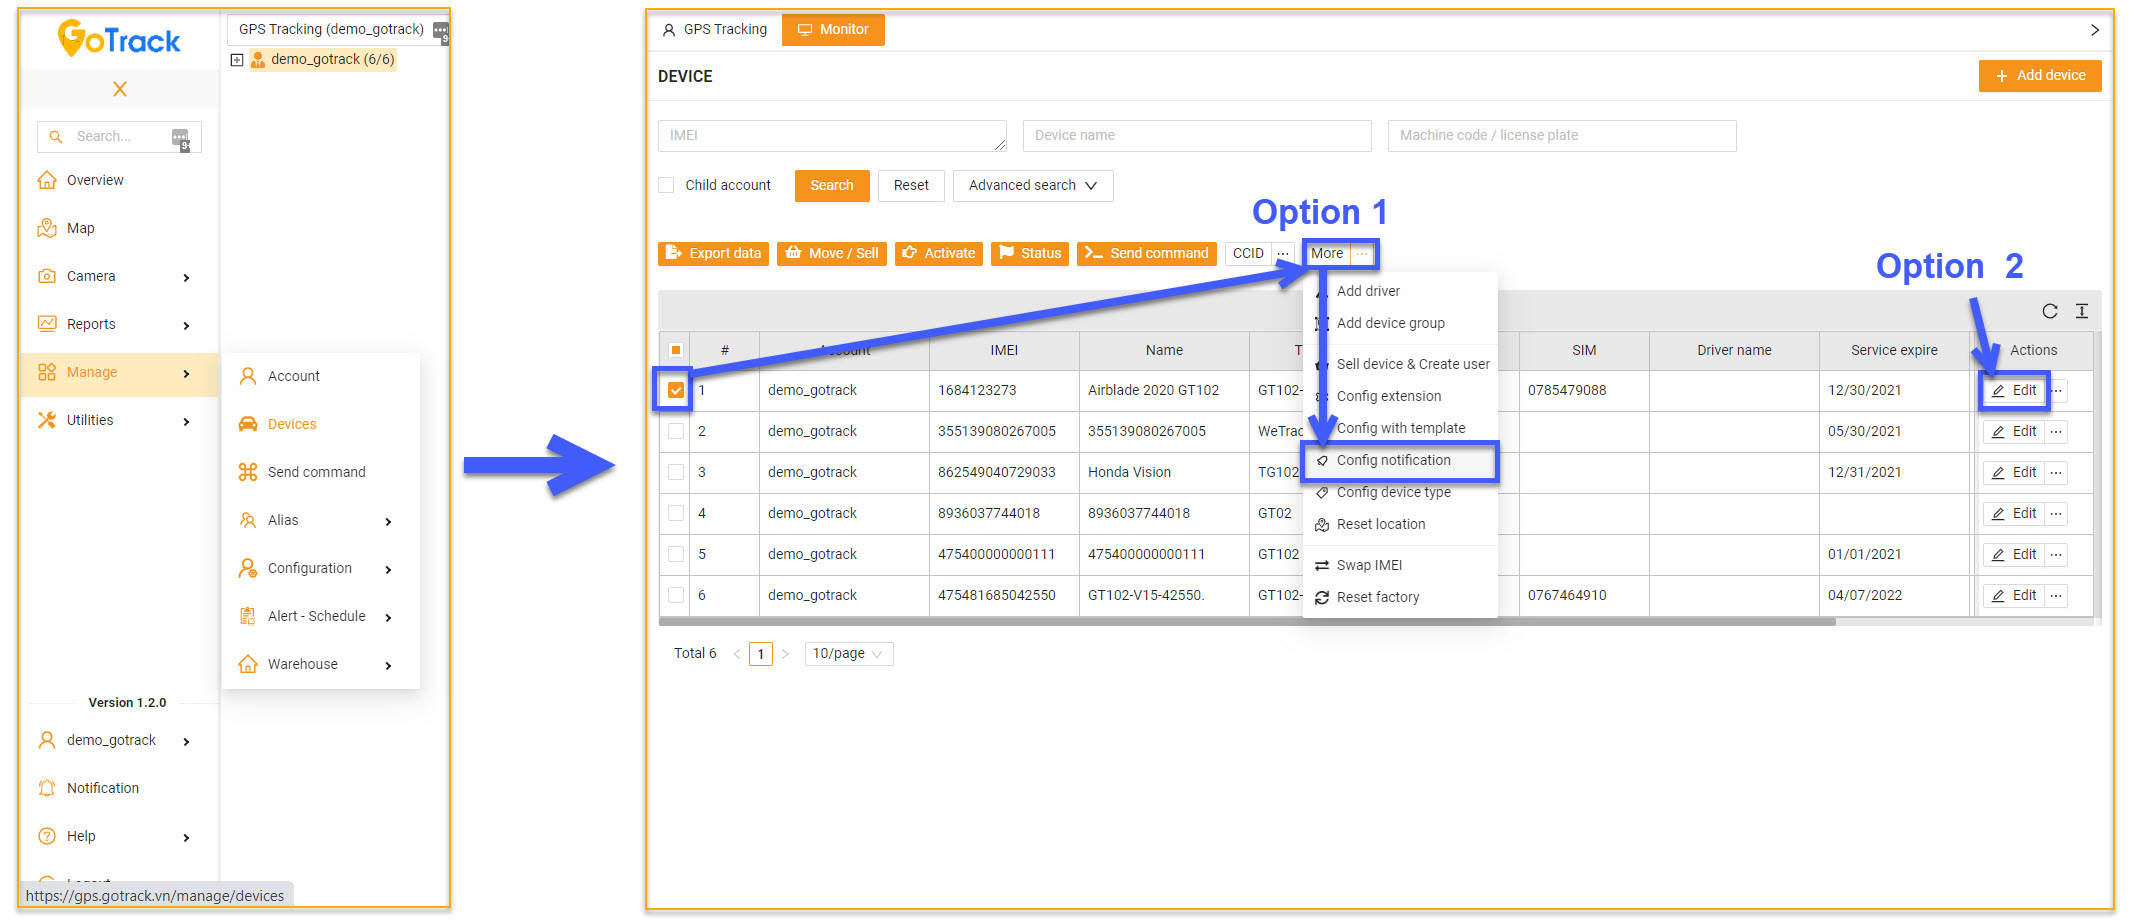 GoTrack
X
Search...
Overview
Map
Camera
Reports
Manage
Utilities
Version 1.2.0
demo_gotrack
Notification
Help
https://gps.gotrack.vn/manage/devices
GPS Tracking (demo_gotrack)
demo_gotrack (6/6)
Account
Devices
Send command
Alias
Configuration
Alert - Schedule
Warehouse
GPS Tracking Monitor
DEVICE
Add device
IMEI Device name Machine code / license plate
Child account Search Reset Advanced search
Option 1
Option 2
Export data Move / Sell Activate Status Send command CCID ... More ...
Add driver
Add device group
Sell device & Create user
Config extension
Config with template
Config notification
Config device type
Reset location
Swap IMEI
Reset factory
# Account IMEI Name T SIM Driver name Service expire Actions
1 demo_gotrack 1684123273 Airblade 2020 GT102 GT102- 0785479088 12/30/2021 Edit ...
2 demo_gotrack 355139080267005 355139080267005 WeTrac 05/30/2021 Edit ...
3 demo_gotrack 862549040729033 Honda Vision TG102 12/31/2021 Edit ...
4 demo_gotrack 8936037744018 8936037744018 GT02 Edit ...
5 demo_gotrack 475400000000111 475400000000111 GT102 01/01/2021 Edit ...
6 demo_gotrack 475481685042550 GT102-V15-42550. GT102- 0767464910 04/07/2022 Edit ...
Total 6 < 1 > 10/page